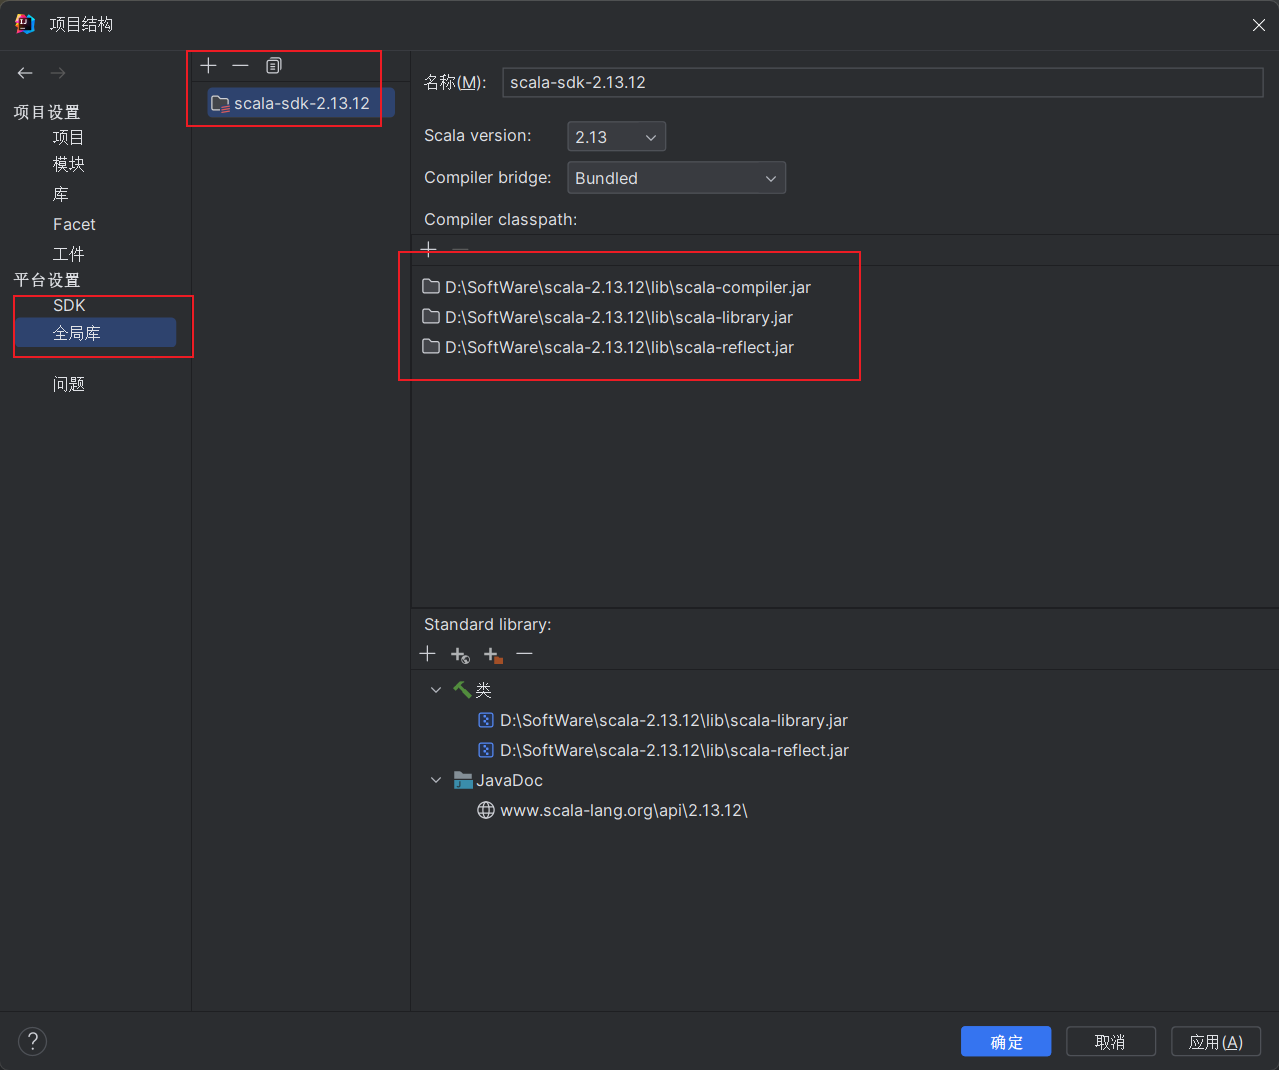 项目结构
项目设置
项目
模块
库
Facet
工件
平台设置
SDK
全局库
问题
scala-sdk-2.13.12
名称(M):
scala-sdk-2.13.12
Scala version:
2.13
Compiler bridge:
Bundled
Compiler classpath:
D:\SoftWare\scala-2.13.12\lib\scala-compiler.jar
D:\SoftWare\scala-2.13.12\lib\scala-library.jar
D:\SoftWare\scala-2.13.12\lib\scala-reflect.jar
Standard library:
类
D:\SoftWare\scala-2.13.12\lib\scala-library.jar
D:\SoftWare\scala-2.13.12\lib\scala-reflect.jar
JavaDoc
www.scala-lang.org\api\2.13.12\
?
确定
取消
应用(A)